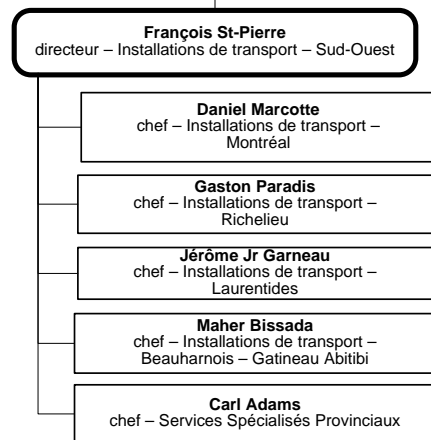 François St-Pierre
directeur – Installations de transport – Sud-Ouest
Daniel Marcotte
chef – Installations de transport –
Montréal
Gaston Paradis
chef – Installations de transport –
Richelieu
Jérôme Jr Garneau
chef – Installations de transport –
Laurentides
Maher Bissada
chef – Installations de transport –
Beauharnois – Gatineau Abitibi
Carl Adams
chef – Services Spécialisés Provinciaux